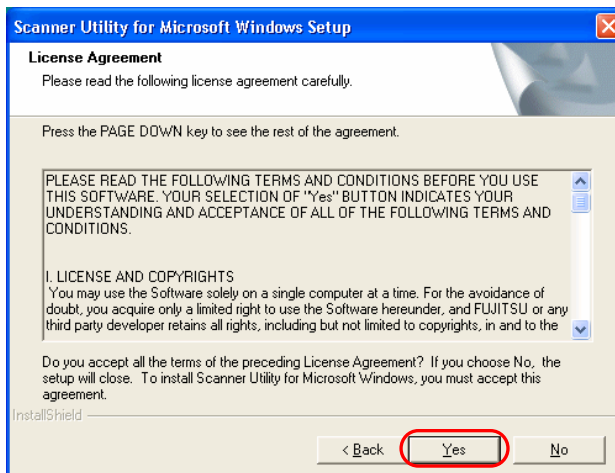 Scanner Utility for Microsoft Windows Setup
License Agreement
Please read the following license agreement carefully.
Press the PAGE DOWN key to see the rest of the agreement.
PLEASE READ THE FOLLOWING TERMS AND CONDITIONS BEFORE YOU USE
THIS SOFTWARE. YOUR SELECTION OF "Yes" BUTTON INDICATES YOUR
UNDERSTANDING AND ACCEPTANCE OF ALL OF THE FOLLOWING TERMS AND
CONDITIONS.
I. LICENSE AND COPYRIGHTS
You may use the Software solely on a single computer at a time. For the avoidance of
doubt, you acquire only a limited right to use the Software hereunder, and FUJITSU or any
third party developer retains all rights, including but not limited to copyrights, in and to the
Do you accept all the terms of the preceding License Agreement? If you choose No, the
setup will close. To install Scanner Utility for Microsoft Windows, you must accept this
agreement.
InstallShield
< Back Yes No